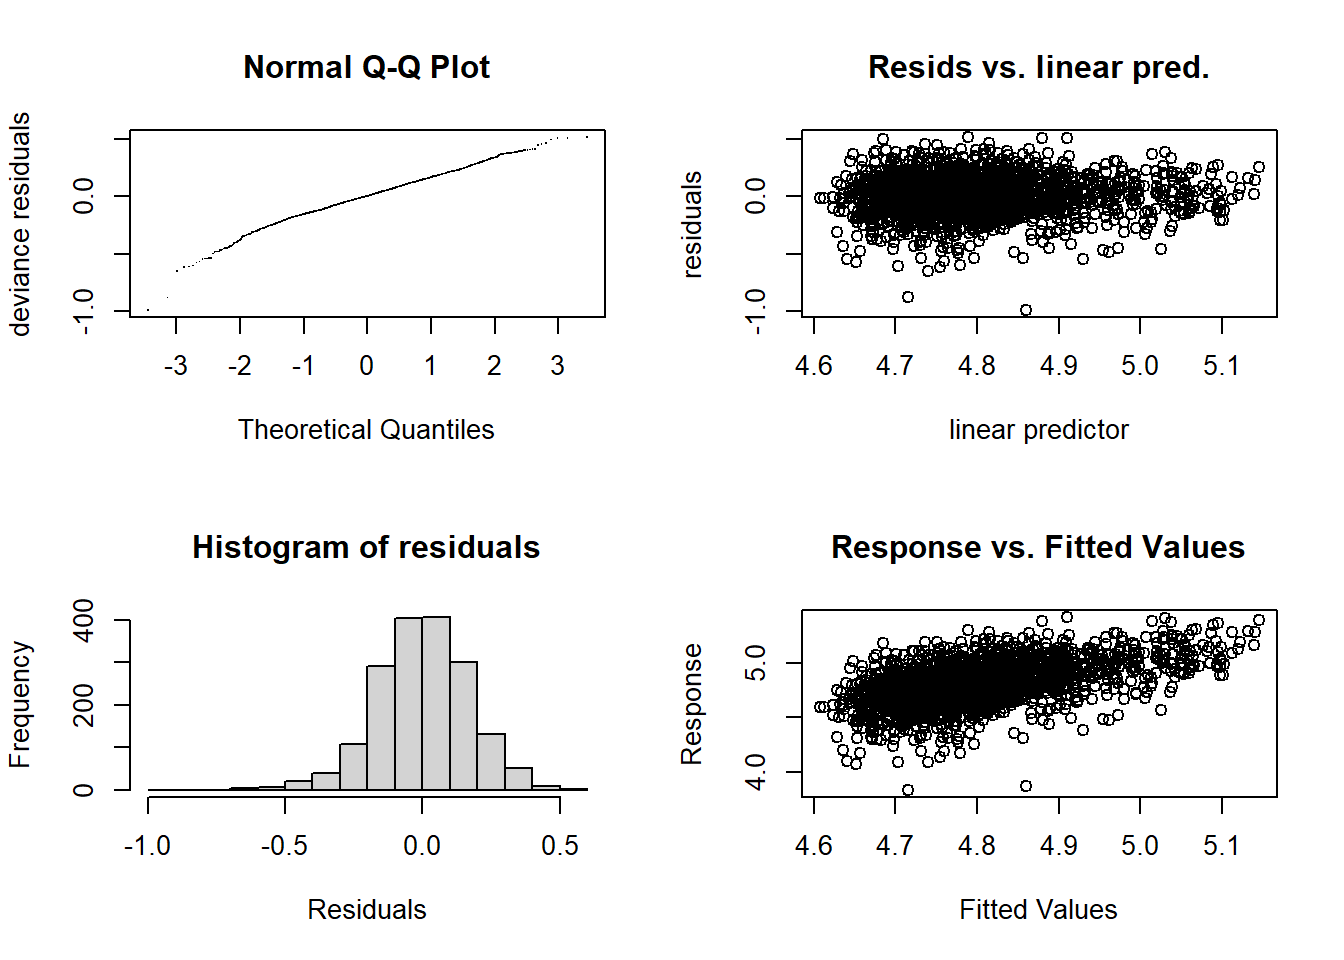 Normal Q-Q Plot
deviance residuals
0.0
-1.0
-3 -2 -1 0 1 2 3
Theoretical Quantiles
Resids vs. linear pred.
residuals
0.0
-1.0
4.6 4.7 4.8 4.9 5.0 5.1
linear predictor
Histogram of residuals
Frequency
400
200
0
-1.0 -0.5 0.0 0.5
Residuals
Response vs. Fitted Values
Response
5.0
4.0
4.6 4.7 4.8 4.9 5.0 5.1
Fitted Values